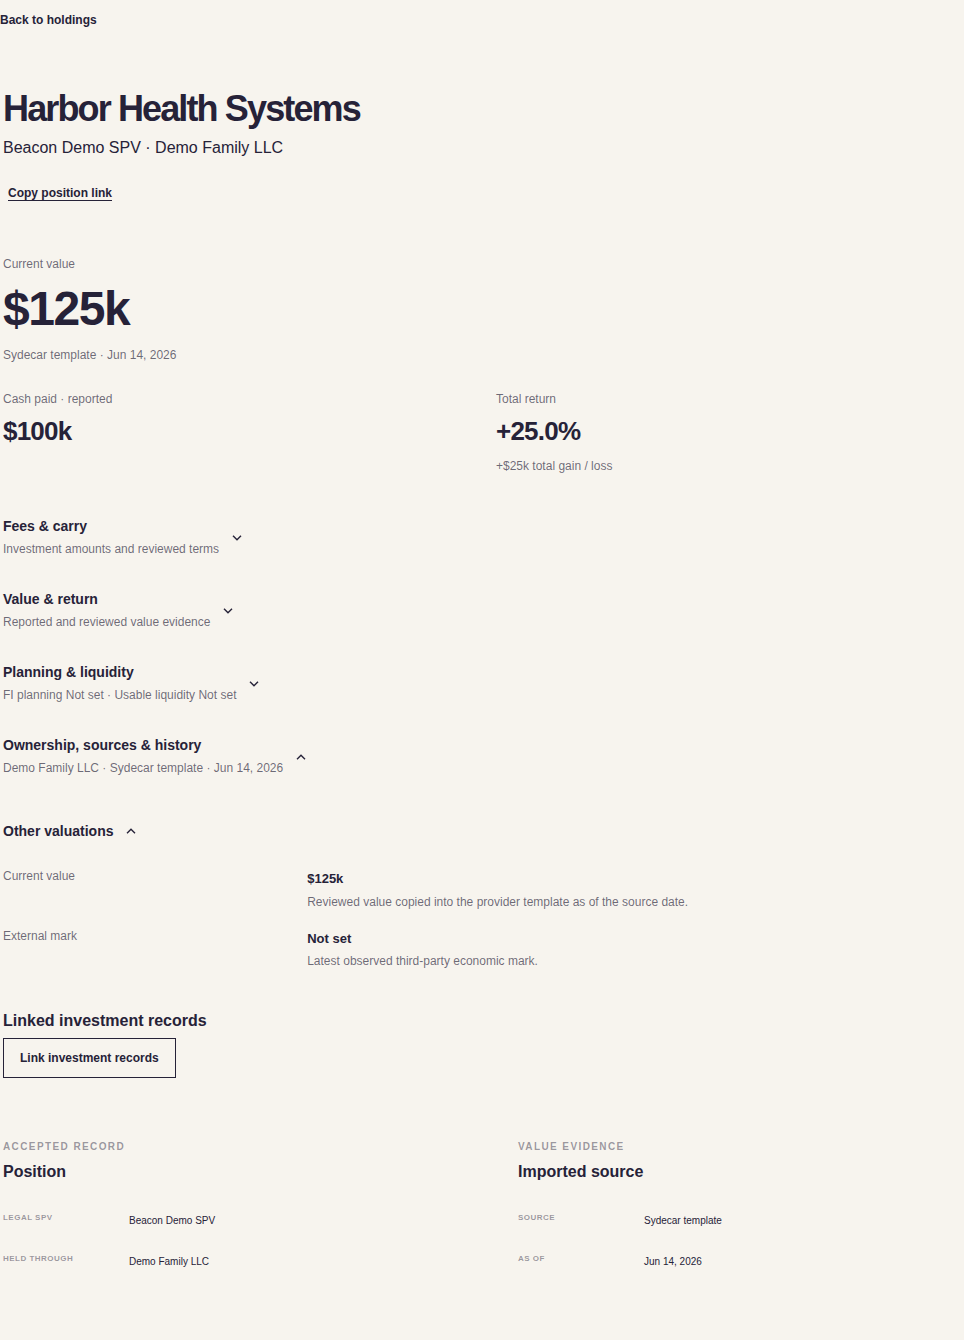 Back to holdings
Harbor Health Systems
Beacon Demo SPV · Demo Family LLC
Copy position link
Current value
$125k
Sydecar template · Jun 14, 2026
Cash paid · reported
$100k
Total return
+25.0%
+$25k total gain / loss
Fees & carry
Investment amounts and reviewed terms
Value & return
Reported and reviewed value evidence
Planning & liquidity
FI planning Not set · Usable liquidity Not set
Ownership, sources & history
Demo Family LLC · Sydecar template · Jun 14, 2026
Other valuations
Current value
$125k
Reviewed value copied into the provider template as of the source date.
External mark
Not set
Latest observed third-party economic mark.
Linked investment records
Link investment records
ACCEPTED RECORD
Position
LEGAL SPV
Beacon Demo SPV
HELD THROUGH
Demo Family LLC
VALUE EVIDENCE
Imported source
SOURCE
Sydecar template
AS OF
Jun 14, 2026